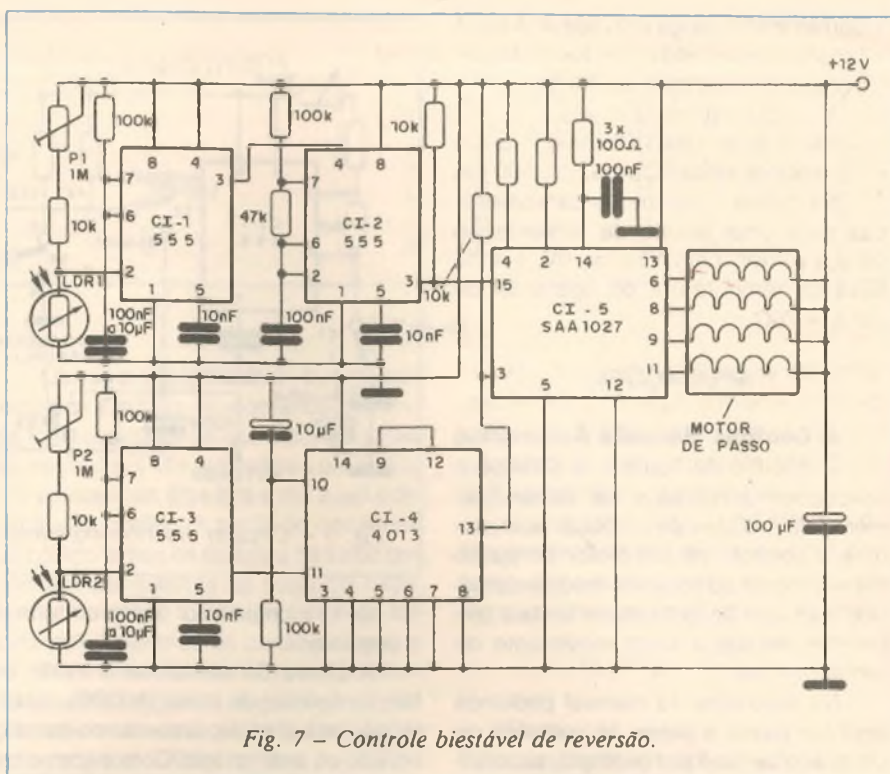 +12V
P1
1M
10k
LDR1
100nF
a 10µF
100k
8
4
7
6
2
3
CI-1
555
1
5
10nF
100k
47k
100nF
4
8
7
6
2
3
CI-2
555
1
5
10nF
10k
10k
3x
100Ω
100nF
4
2
14
13
15
3
CI-5
SAA1027
6
8
9
11
5
12
MOTOR
DE PASSO
100 µF
P2
1M
10k
LDR2
100nF
a 10µF
100k
8
4
7
6
2
CI-3
555
1
5
10nF
10µF
100k
14
9
12
10
11
13
CI-4
4013
3
4
5
6
7
8
Fig. 7 – Controle biestável de reversão.